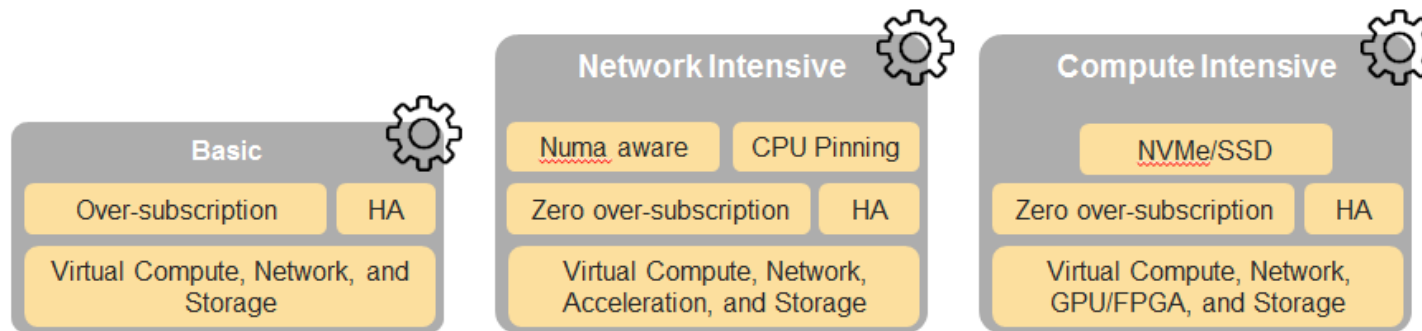 Basic
Over-subscription
HA
Virtual Compute, Network, and
Storage
Network Intensive
Numa aware
CPU Pinning
Zero over-subscription
HA
Virtual Compute, Network,
Acceleration, and Storage
Compute Intensive
NVMe/SSD
Zero over-subscription
HA
Virtual Compute, Network,
GPU/FPGA, and Storage